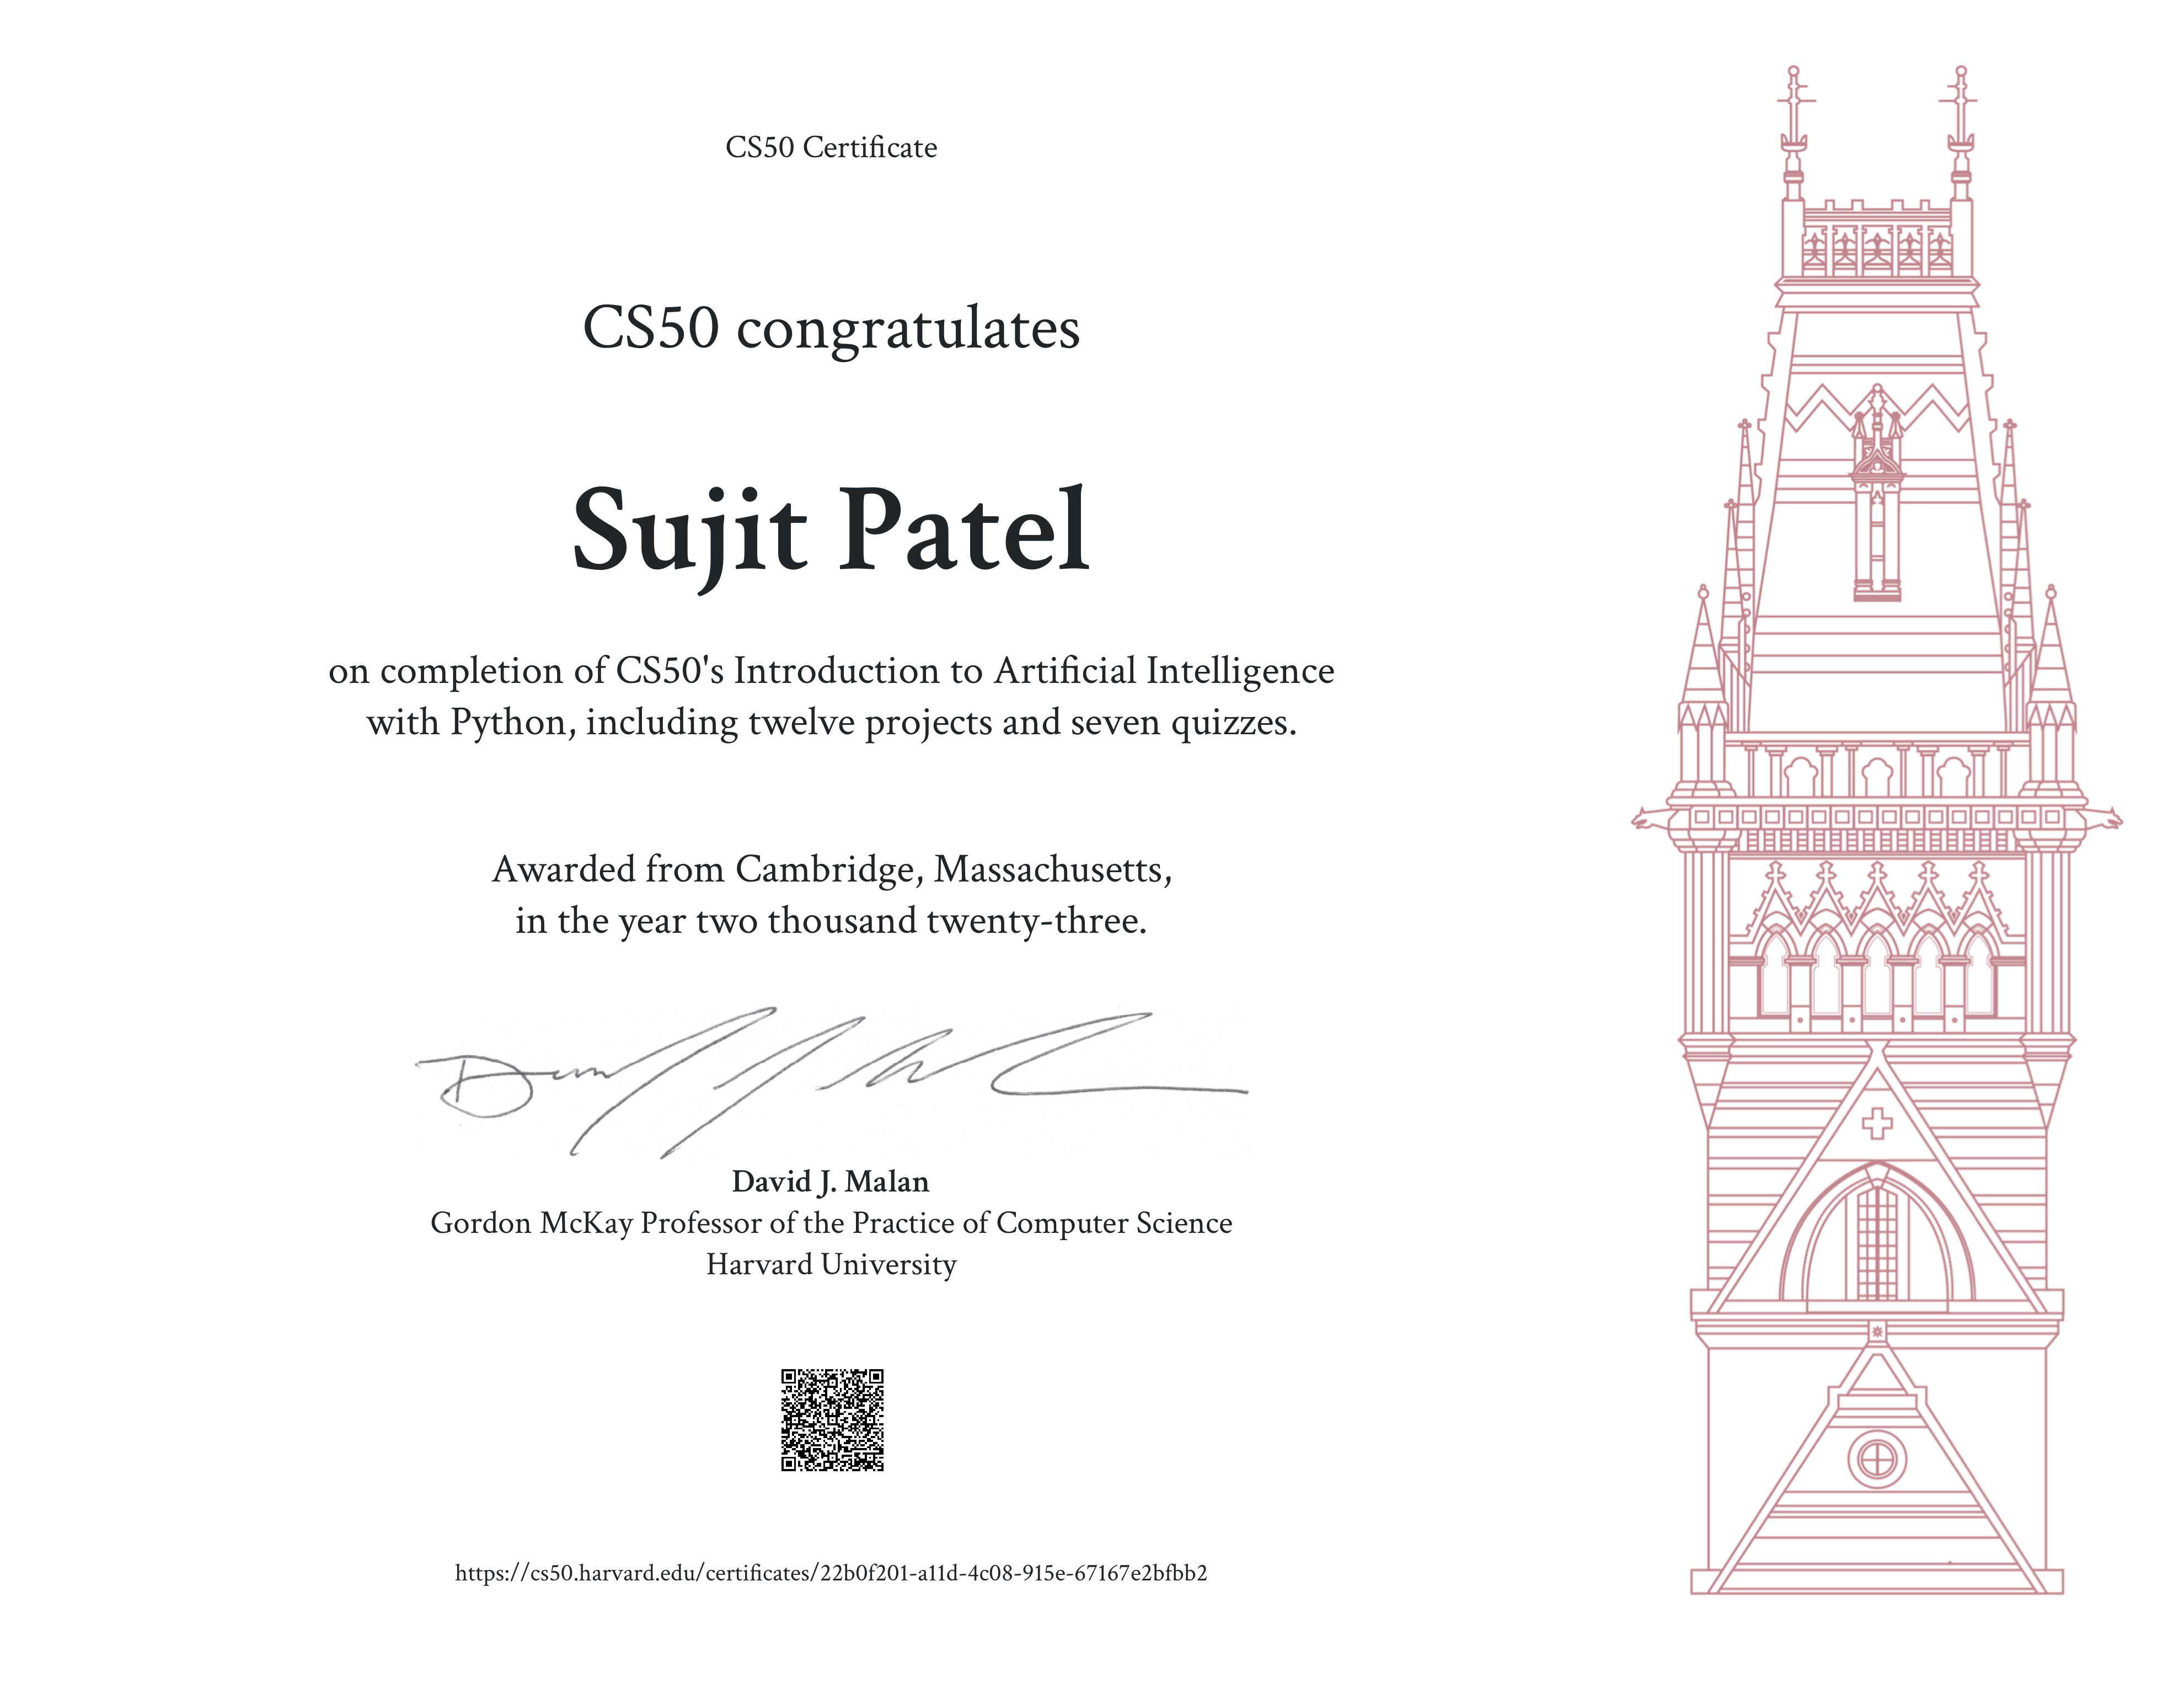 CS50 Certificate
CS50 congratulates
Sujit Patel
on completion of CS50's Introduction to Artificial Intelligence
with Python, including twelve projects and seven quizzes.
Awarded from Cambridge, Massachusetts,
in the year two thousand twenty-three.
David J. Malan
Gordon McKay Professor of the Practice of Computer Science
Harvard University
https://cs50.harvard.edu/certificates/22b0f201-a11d-4c08-915e-67167e2bfbb2